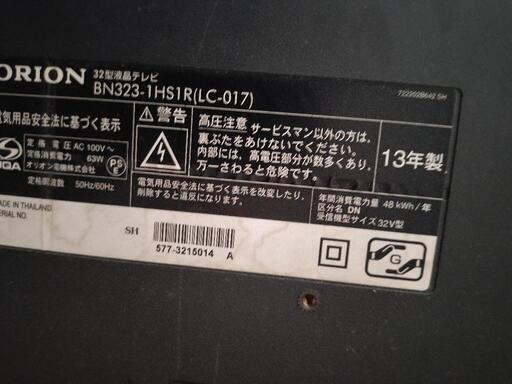 ORION 32型液晶テレビ
BN323-1HS1R(LC-017)
722202B642 SH
電気用品安全法に基づく表示
定格電圧 AC 100V～
定格消費電力 63W
オリオン電機株式会社
定格周波数 50Hz/60Hz
PSE
高圧注意 サービスマン以外の方は、
裏ぶたをあけないでください。
内部には、高電圧部分が数多くあり、
万一さわると危険です。
電気用品安全法に基づく表示を改変したり、
削除すると違反になります。
13年製
年間消費電力量 48 kWh/年
区分名 DN
受信機型サイズ 32V型
MADE IN THAILAND
SERIAL NO.
SH
577-3215014 A
G